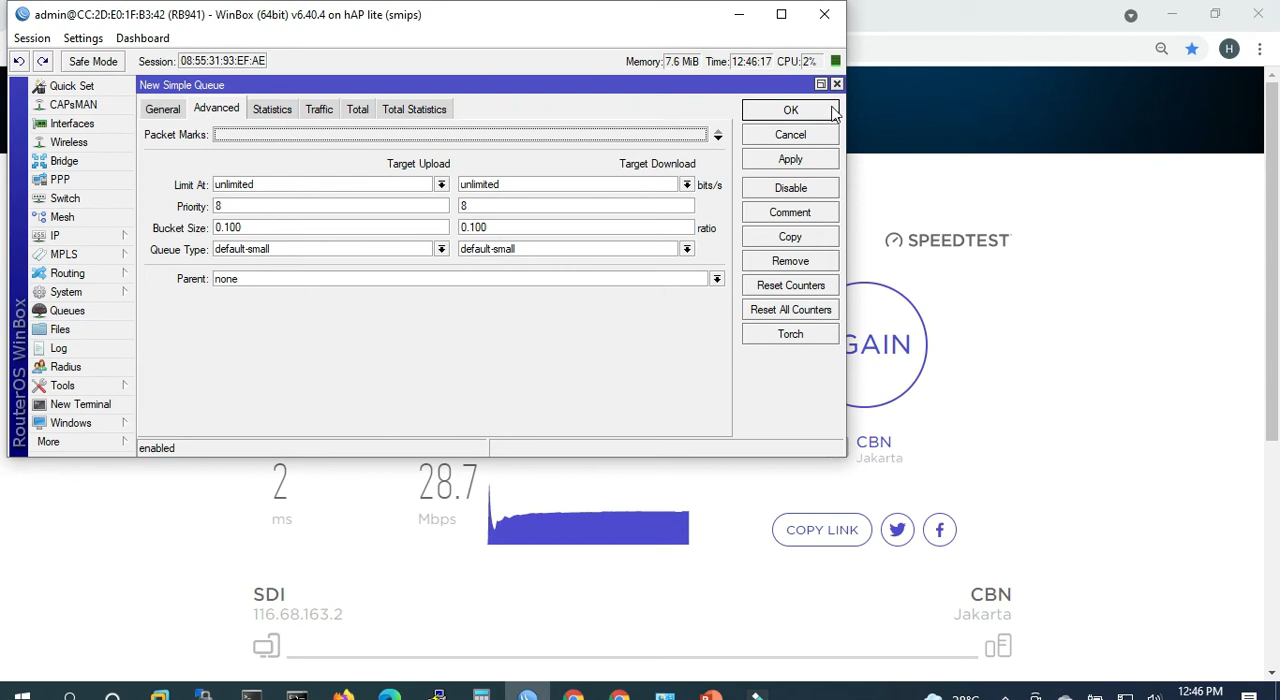 admin@CC:2D:E0:1F:B3:42 (RB941) - WinBox (64bit) v6.40.4 on hAP lite (smips)
Session Settings Dashboard
Safe Mode Session: 08:55:31:93:EF:AE Memory: 7.6 MiB Time: 12:46:17 CPU: 2%
RouterOS WinBox
Quick Set
CAPsMAN
Interfaces
Wireless
Bridge
PPP
Switch
Mesh
IP
MPLS
Routing
System
Queues
Files
Log
Radius
Tools
New Terminal
Windows
More
New Simple Queue
General Advanced Statistics Traffic Total Total Statistics
Packet Marks:
Target Upload Target Download
Limit At: unlimited unlimited bits/s
Priority: 8 8
Bucket Size: 0.100 0.100 ratio
Queue Type: default-small default-small
Parent: none
enabled
OK
Cancel
Apply
Disable
Comment
Copy
Remove
Reset Counters
Reset All Counters
Torch
H
SPEEDTEST
GAIN
CBN
Jakarta
2 28.7
ms Mbps
COPY LINK
SDI CBN
116.68.163.2 Jakarta
12:46 PM